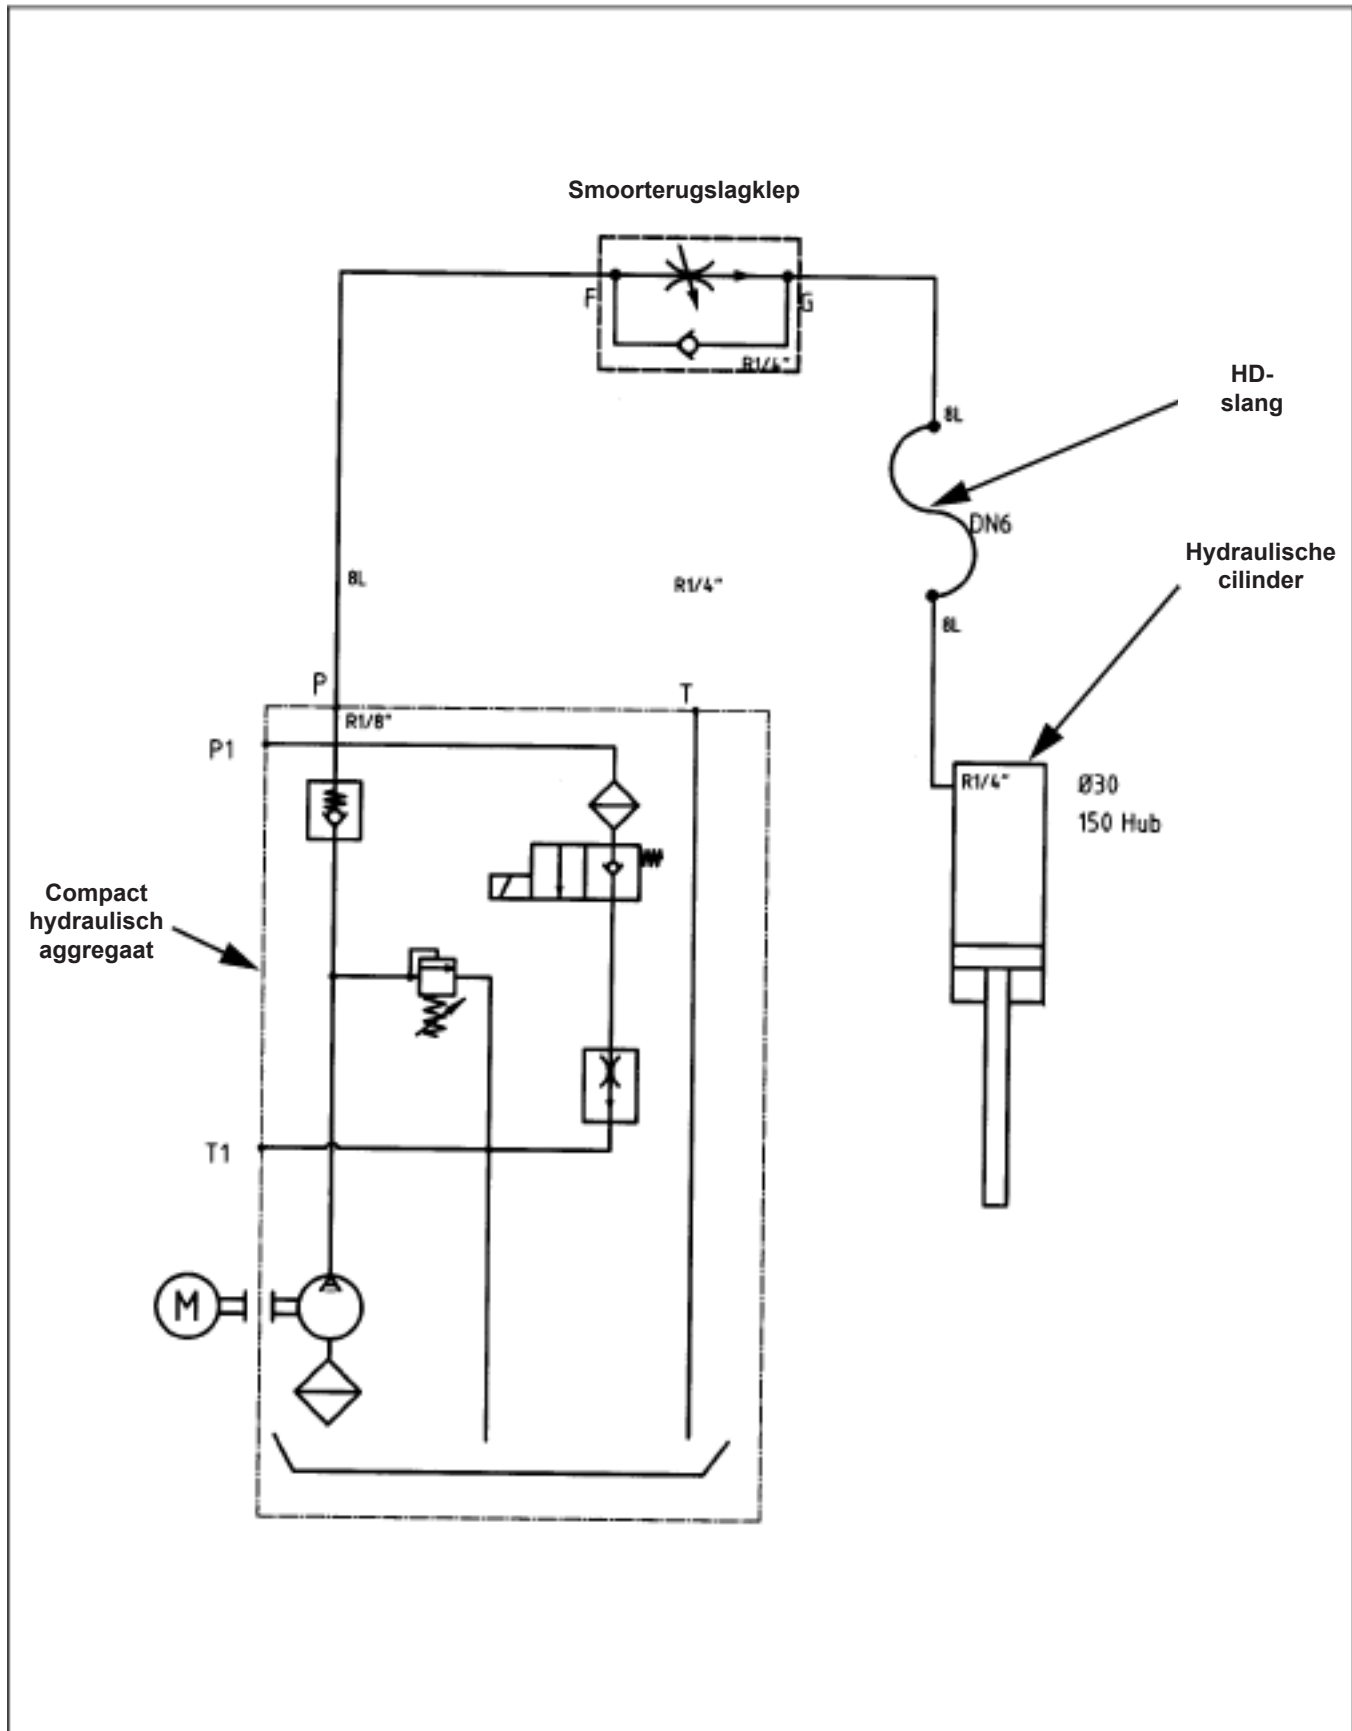 Smoorterugslagklep
F
G
R1/4"
HD-
slang
8L
DN6
Hydraulische
cilinder
8L
R1/4"
8L
P
T
R1/8"
P1
R1/4"
Ø30
150 Hub
Compact
hydraulisch
aggregaat
T1
M